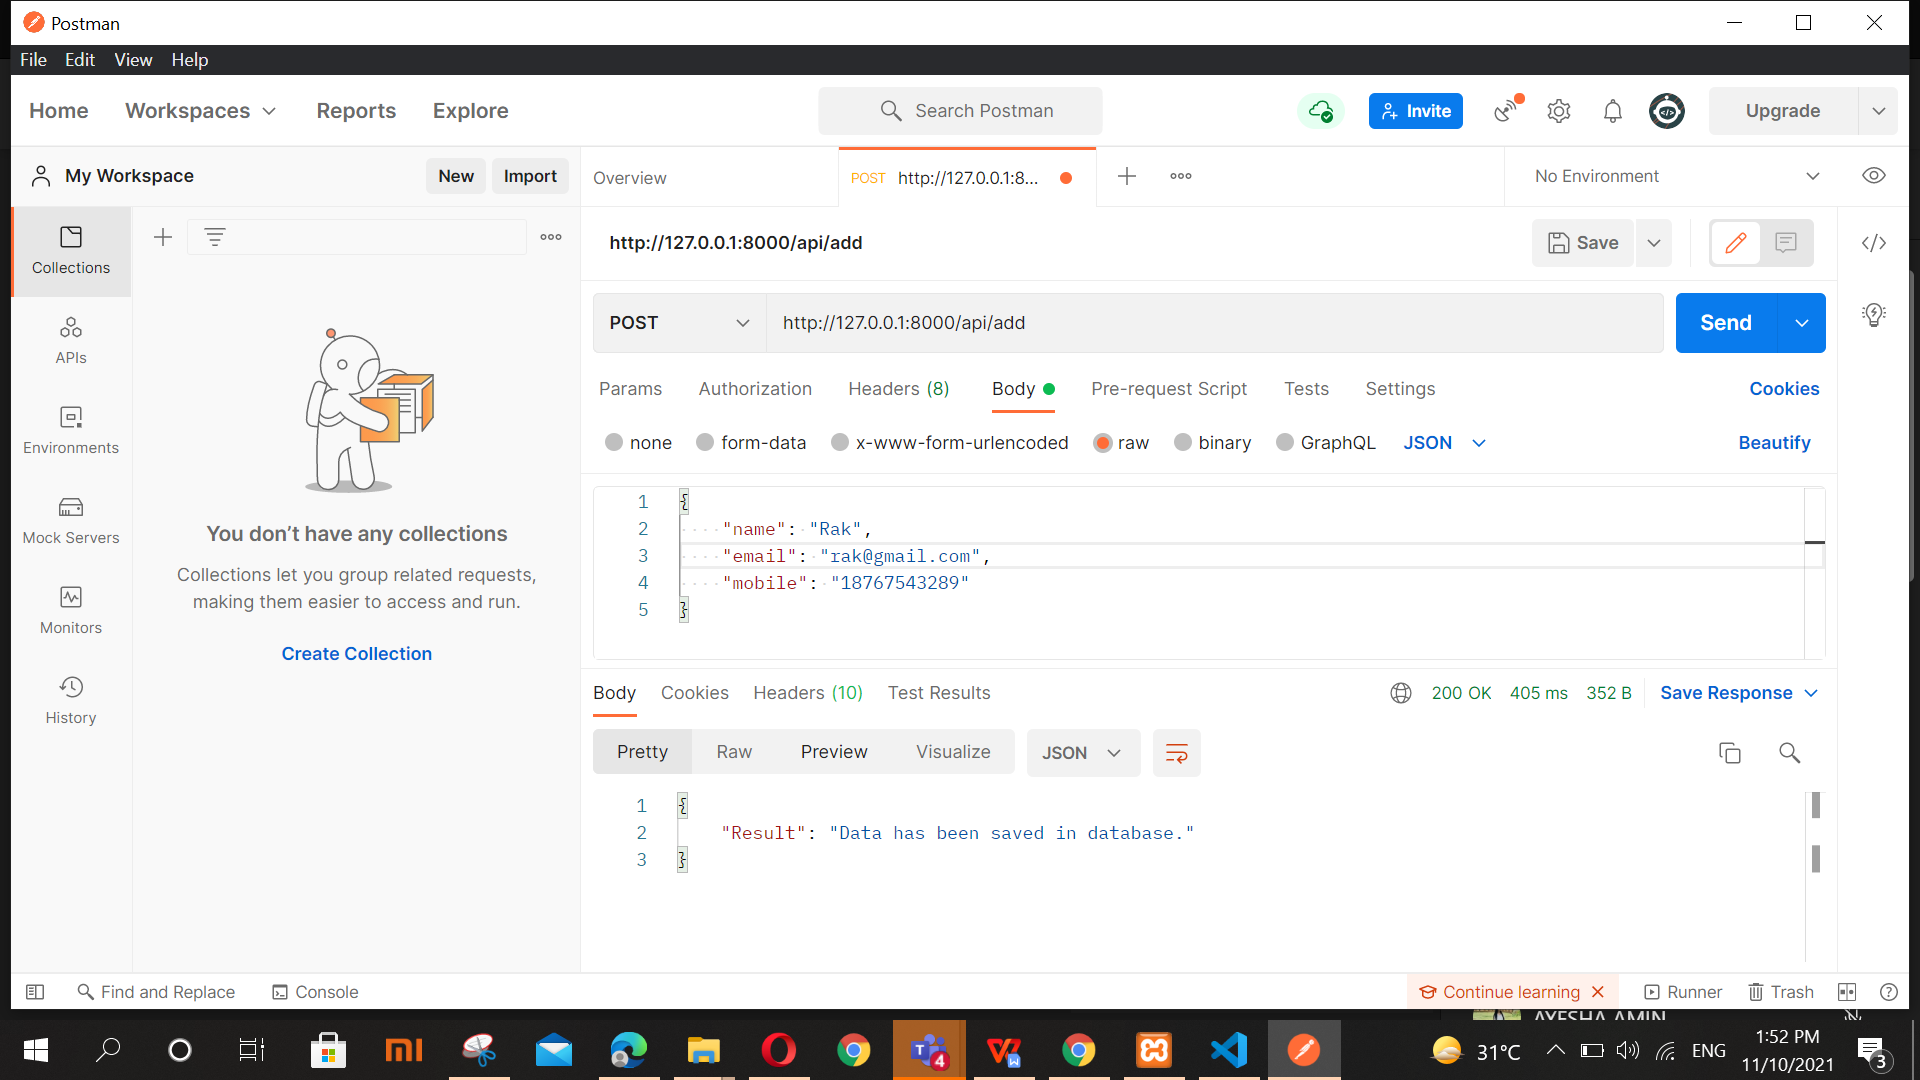 Postman
File Edit View Help
Home Workspaces Reports Explore Search Postman Invite Upgrade
My Workspace New Import Overview POST http://127.0.0.1:8... No Environment
Collections
http://127.0.0.1:8000/api/add Save
APIs
Environments
Mock Servers
Monitors
History
You don’t have any collections
Collections let you group related requests,
making them easier to access and run.
Create Collection
POST http://127.0.0.1:8000/api/add Send
Params Authorization Headers (8) Body Pre-request Script Tests Settings Cookies
none form-data x-www-form-urlencoded raw binary GraphQL JSON Beautify
1 {
2 "name": "Rak",
3 "email": "rak@gmail.com",
4 "mobile": "18767543289"
5 }
Body Cookies Headers (10) Test Results 200 OK 405 ms 352 B Save Response
Pretty Raw Preview Visualize JSON
1 {
2 "Result": "Data has been saved in database."
3 }
Find and Replace Console Continue learning Runner Trash
AYESHA AMIN
31°C ENG 1:52 PM
11/10/2021 3
4